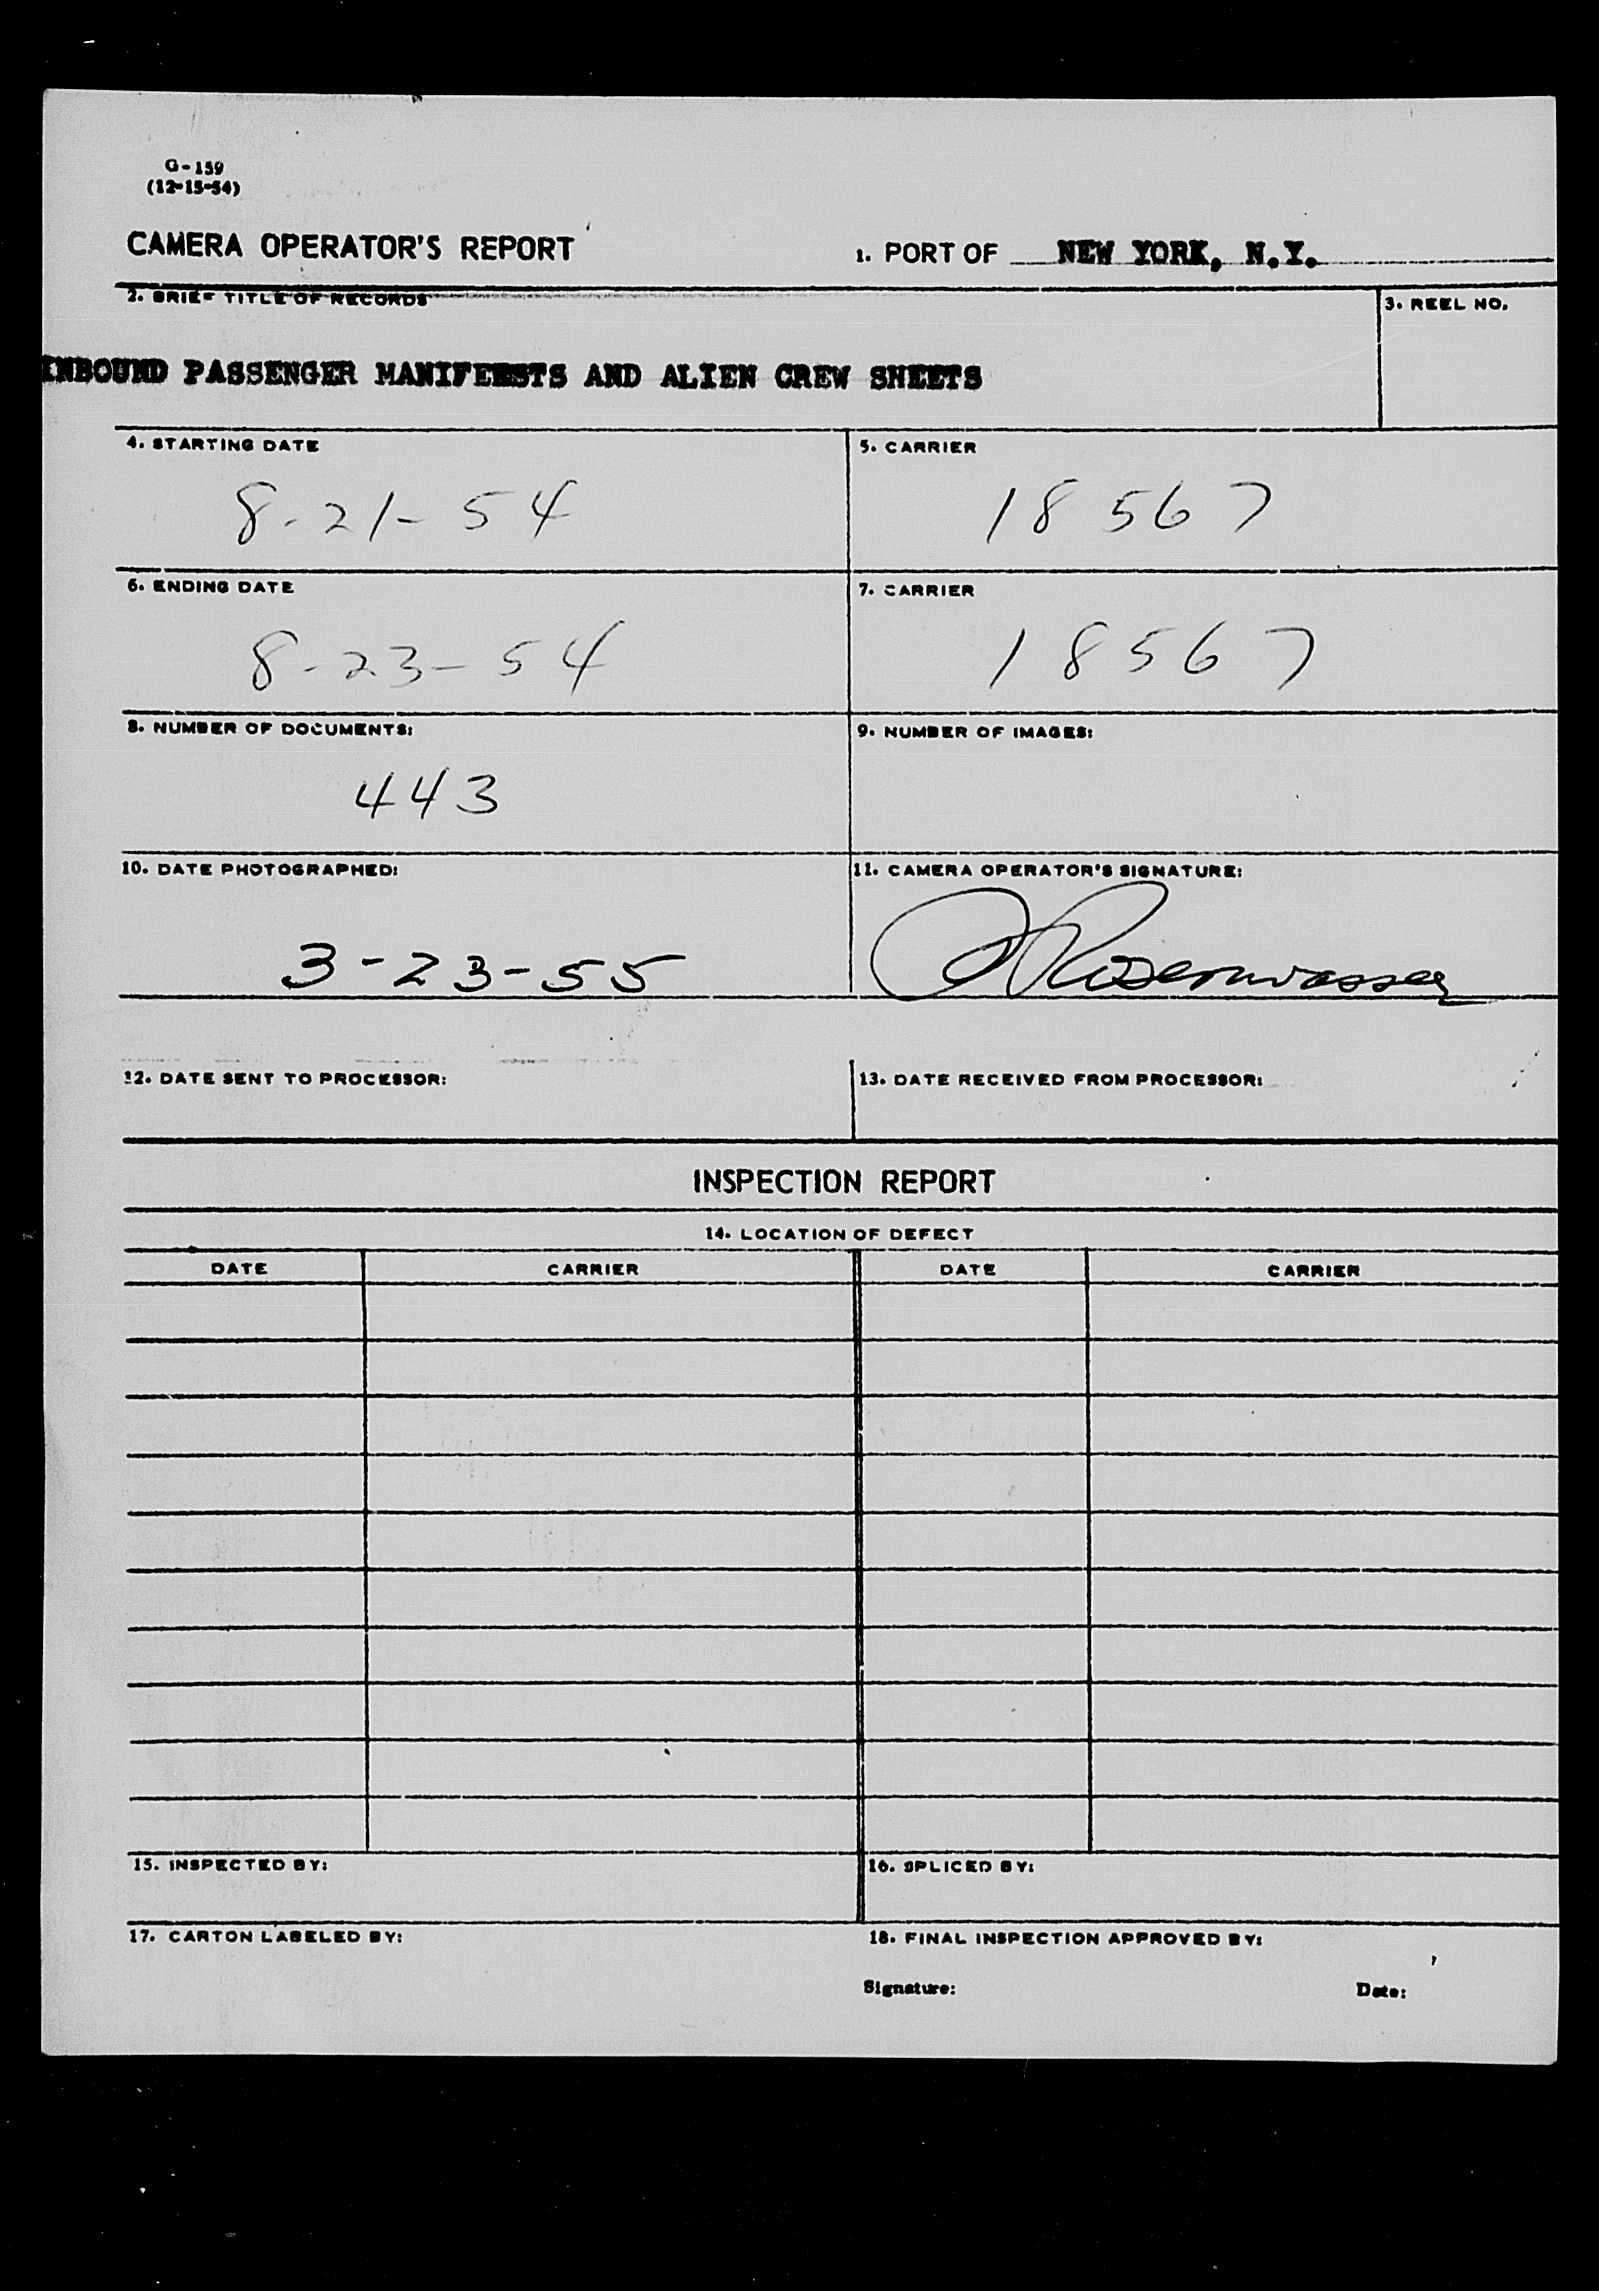 G-159
(12-15-54)
CAMERA OPERATOR'S REPORT
1. PORT OF NEW YORK, N.Y.
2. BRIEF TITLE OF RECORDS
3. REEL NO.
INBOUND PASSENGER MANIFESTS AND ALIEN CREW SHEETS
4. STARTING DATE
5. CARRIER
8-21-54
18567
6. ENDING DATE
7. CARRIER
8-23-54
18567
8. NUMBER OF DOCUMENTS:
9. NUMBER OF IMAGES:
443
10. DATE PHOTOGRAPHED:
11. CAMERA OPERATOR'S SIGNATURE:
3-23-55
Rosenwasser
12. DATE SENT TO PROCESSOR:
13. DATE RECEIVED FROM PROCESSOR:
INSPECTION REPORT
14. LOCATION OF DEFECT
DATE CARRIER DATE CARRIER
15. INSPECTED BY:
16. SPLICED BY:
17. CARTON LABELED BY:
18. FINAL INSPECTION APPROVED BY:
Signature: Date: